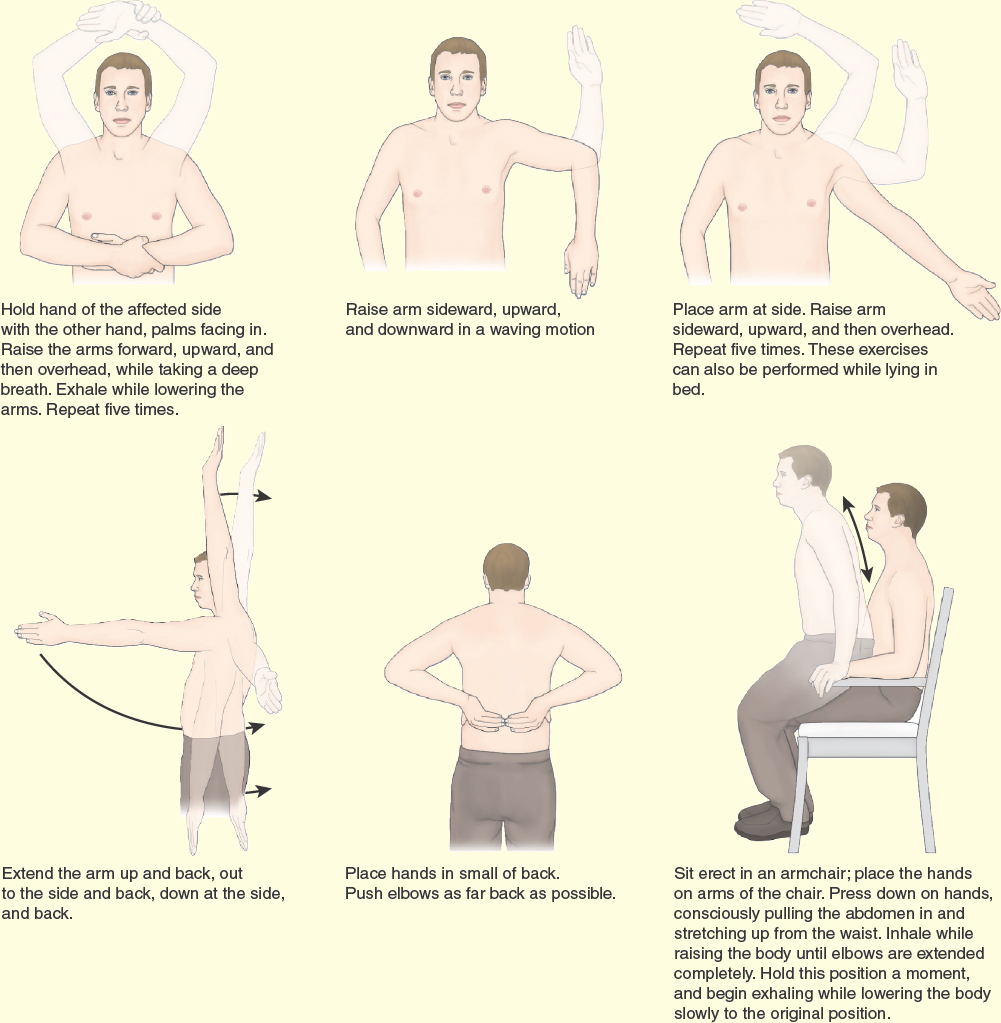 Hold hand of the affected side
with the other hand, palms facing in.
Raise the arms forward, upward, and
then overhead, while taking a deep
breath. Exhale while lowering the
arms. Repeat five times.
Raise arm sideward, upward,
and downward in a waving motion
Place arm at side. Raise arm
sideward, upward, and then overhead.
Repeat five times. These exercises
can also be performed while lying in
bed.
Extend the arm up and back, out
to the side and back, down at the side,
and back.
Place hands in small of back.
Push elbows as far back as possible.
Sit erect in an armchair; place the hands
on arms of the chair. Press down on hands,
consciously pulling the abdomen in and
stretching up from the waist. Inhale while
raising the body until elbows are extended
completely. Hold this position a moment,
and begin exhaling while lowering the body
slowly to the original position.